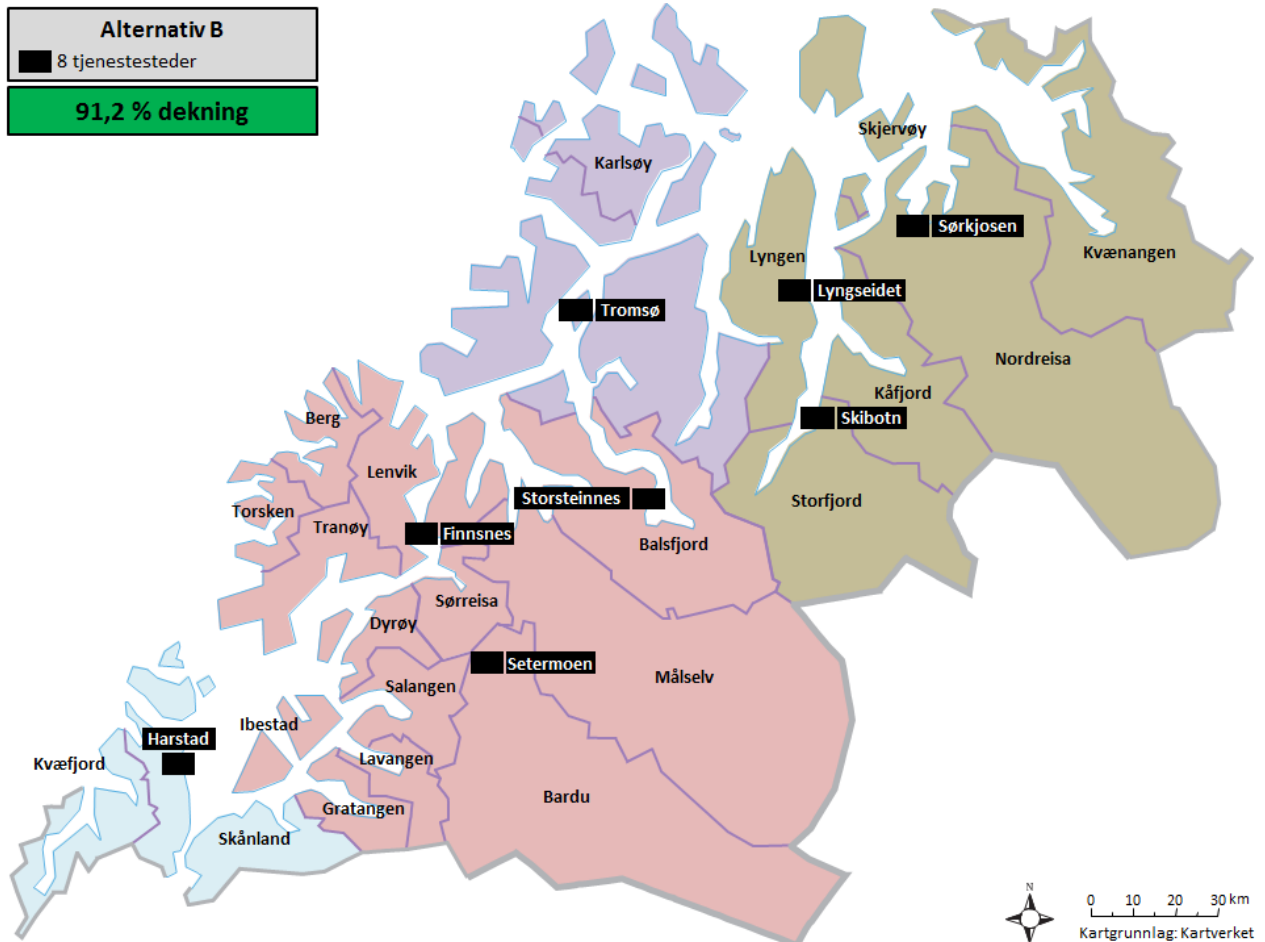 Alternativ B
8 tjenestesteder
91,2 % dekning
Skjervøy
Karlsøy
Sørkjosen
Kvænangen
Lyngen
Lyngseidet
Tromsø
Nordreisa
Kåfjord
Berg
Skibotn
Lenvik
Storsteinnes
Storfjord
Torsken
Tranøy
Finnsnes
Balsfjord
Sørreisa
Dyrøy
Setermoen
Målselv
Salangen
Ibestad
Harstad
Kvæfjord
Lavangen
Bardu
Gratangen
Skånland
N
0 10 20 30 km
Kartgrunnlag: Kartverket